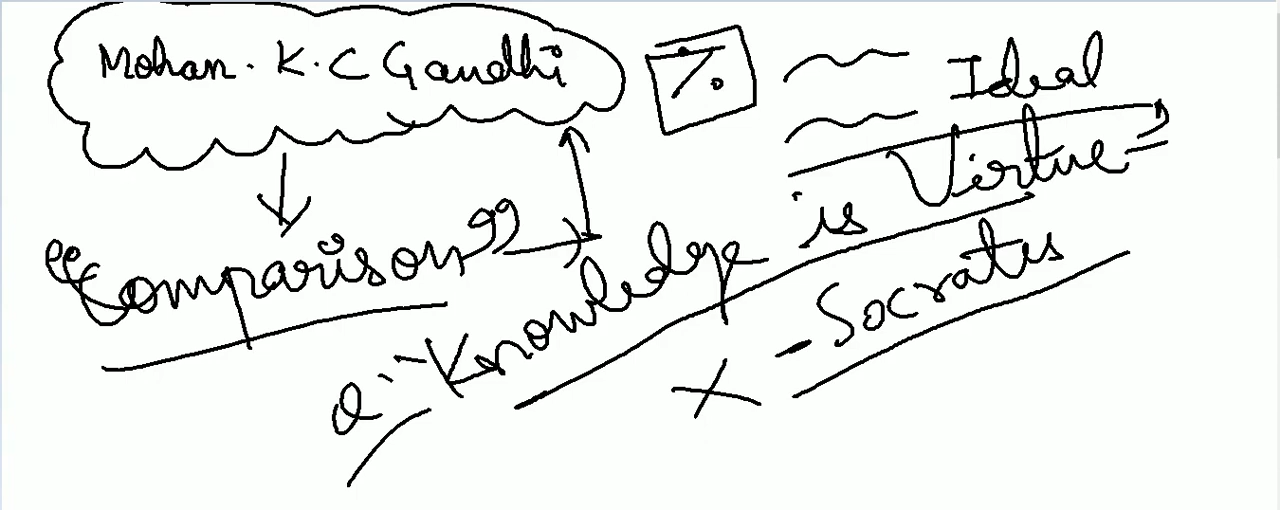 Mohan. K. C Gandhi
%
Ideal
"Comparison"
Q:- Knowledge is Virtue =
- Socrates